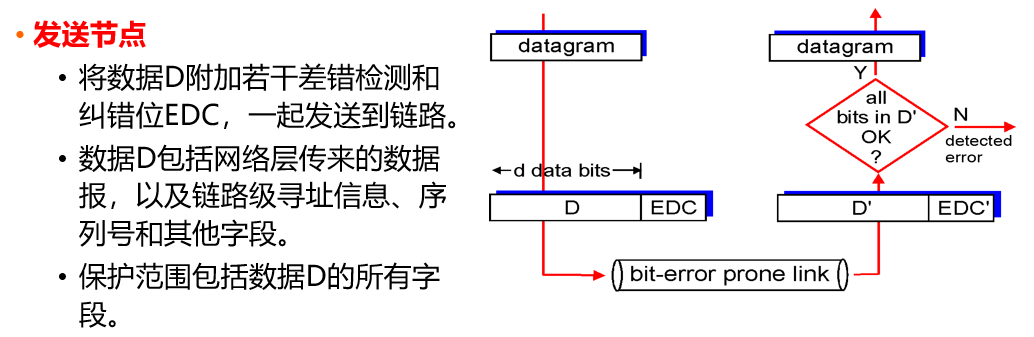 • 发送节点
• 将数据D附加若干差错检测和
纠错位EDC，一起发送到链路。
• 数据D包括网络层传来的数据
报，以及链路级寻址信息、序
列号和其他字段。
• 保护范围包括数据D的所有字
段。
datagram
d data bits
D
EDC
bit-error prone link
datagram
Y
all
bits in D'
OK
?
N
detected
error
D'
EDC'